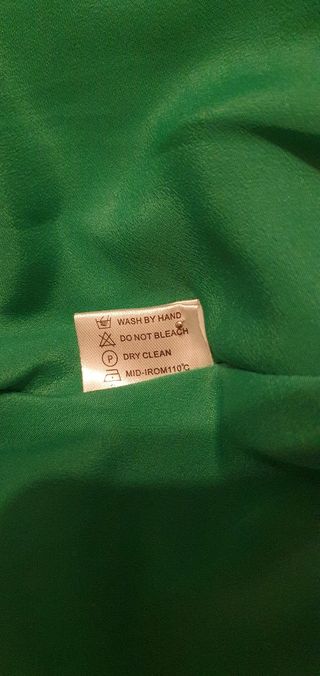 WASH BY HAND
DO NOT BLEACH
P DRY CLEAN
MID-IROM110°C